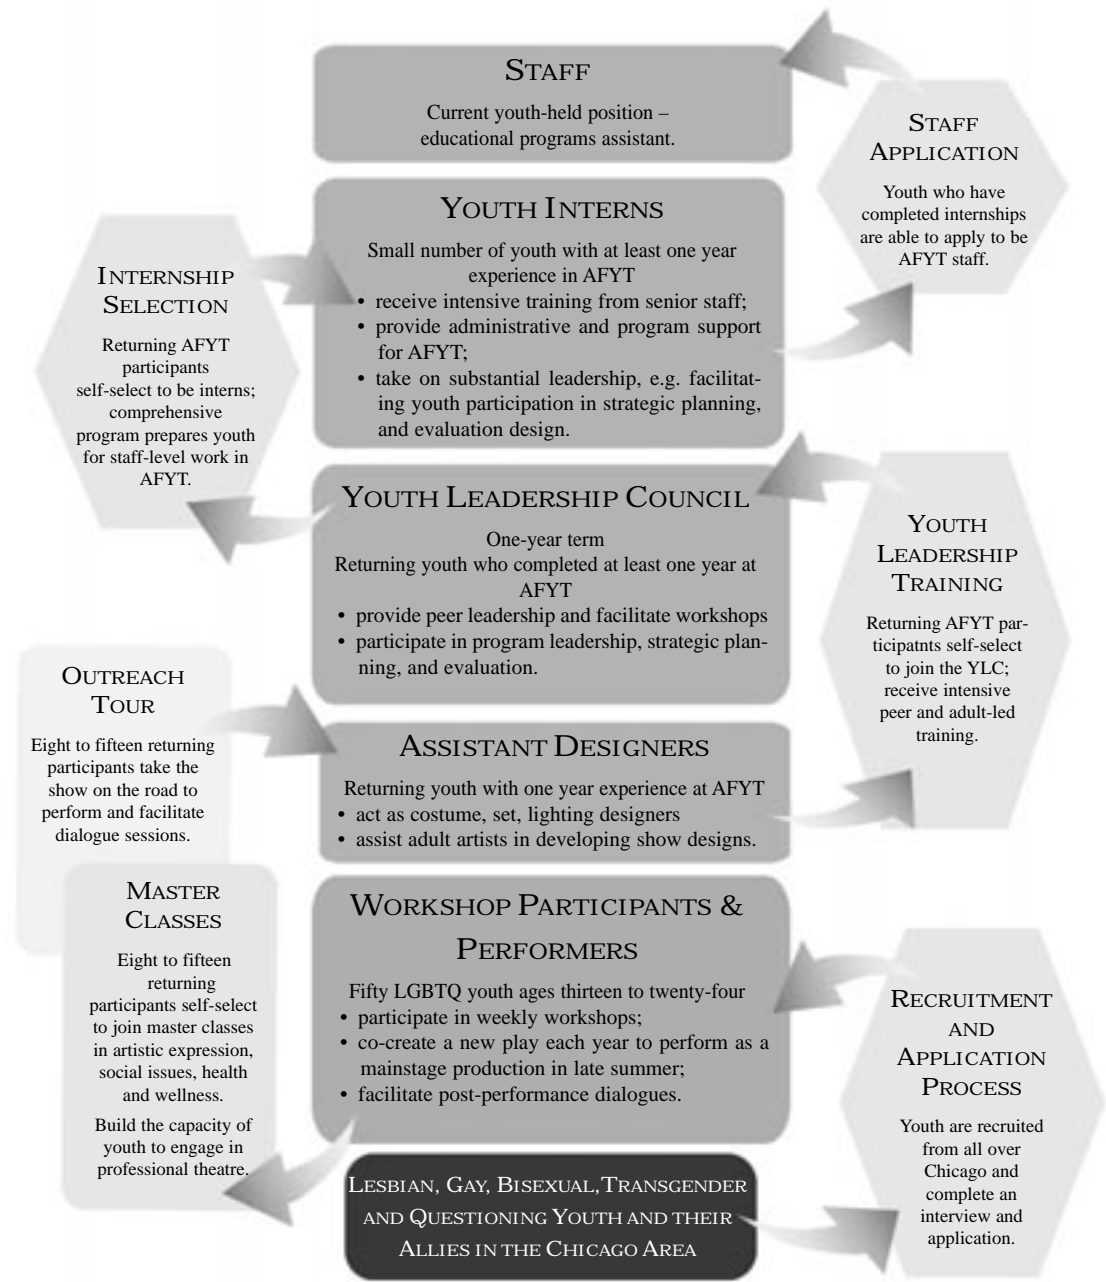 STAFF
Current youth-held position –
educational programs assistant.
STAFF
APPLICATION
Youth who have
completed internships
are able to apply to be
AFYT staff.
YOUTH INTERNS
Small number of youth with at least one year
experience in AFYT
• receive intensive training from senior staff;
• provide administrative and program support
for AFYT;
• take on substantial leadership, e.g. facilitat-
ing youth participation in strategic planning,
and evaluation design.
INTERNSHIP
SELECTION
Returning AFYT
participants
self-select to be interns;
comprehensive
program prepares youth
for staff-level work in
AFYT.
YOUTH LEADERSHIP COUNCIL
One-year term
Returning youth who completed at least one year at
AFYT
• provide peer leadership and facilitate workshops
• participate in program leadership, strategic plan-
ning, and evaluation.
YOUTH
LEADERSHIP
TRAINING
Returning AFYT par-
ticipatnts self-select
to join the YLC;
receive intensive
peer and adult-led
training.
OUTREACH
TOUR
Eight to fifteen returning
participants take the
show on the road to
perform and facilitate
dialogue sessions.
ASSISTANT DESIGNERS
Returning youth with one year experience at AFYT
• act as costume, set, lighting designers
• assist adult artists in developing show designs.
MASTER
CLASSES
Eight to fifteen
returning
participants self-select
to join master classes
in artistic expression,
social issues, health
and wellness.
Build the capacity of
youth to engage in
professional theatre.
WORKSHOP PARTICIPANTS &
PERFORMERS
Fifty LGBTQ youth ages thirteen to twenty-four
• participate in weekly workshops;
• co-create a new play each year to perform as a
mainstage production in late summer;
• facilitate post-performance dialogues.
RECRUITMENT
AND
APPLICATION
PROCESS
Youth are recruited
from all over
Chicago and
complete an
interview and
application.
LESBIAN, GAY, BISEXUAL, TRANSGENDER
AND QUESTIONING YOUTH AND THEIR
ALLIES IN THE CHICAGO AREA